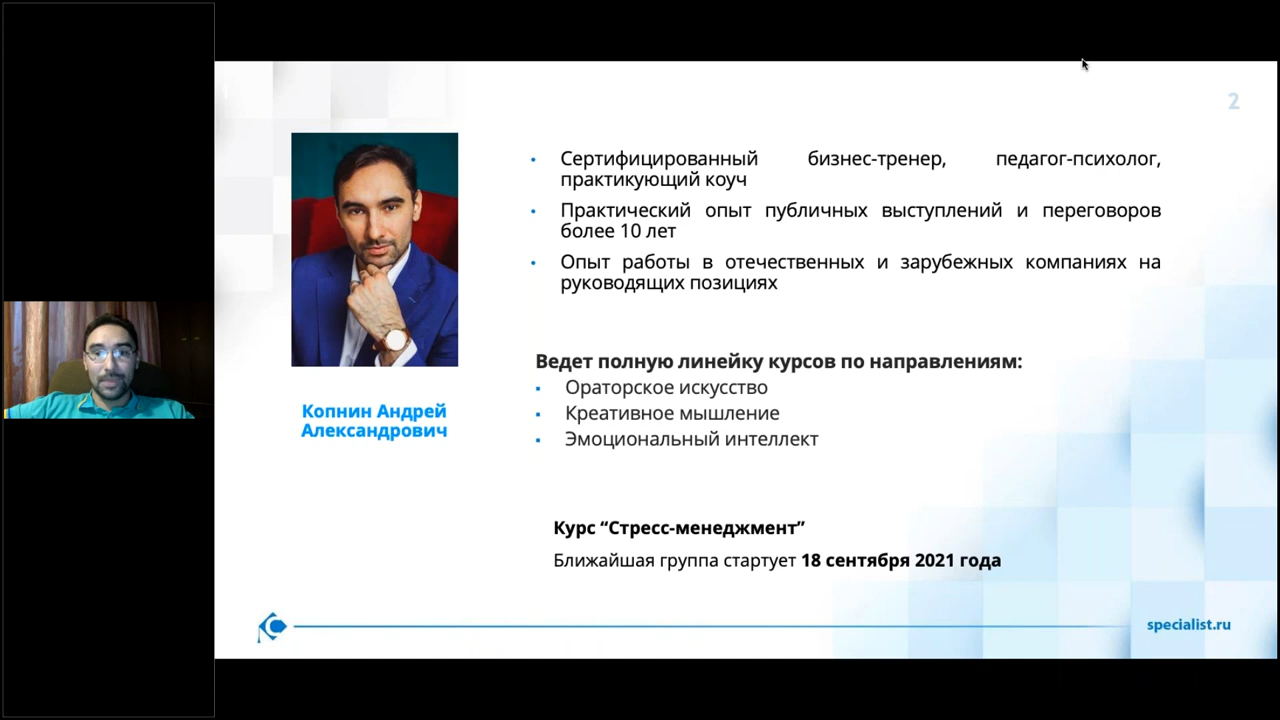 2
Сертифицированный бизнес-тренер, педагог-психолог,
практикующий коуч
Практический опыт публичных выступлений и переговоров
более 10 лет
Опыт работы в отечественных и зарубежных компаниях на
руководящих позициях
Ведет полную линейку курсов по направлениям:
Ораторское искусство
Креативное мышление
Эмоциональный интеллект
Копнин Андрей
Александрович
Курс “Стресс-менеджмент”
Ближайшая группа стартует 18 сентября 2021 года
specialist.ru